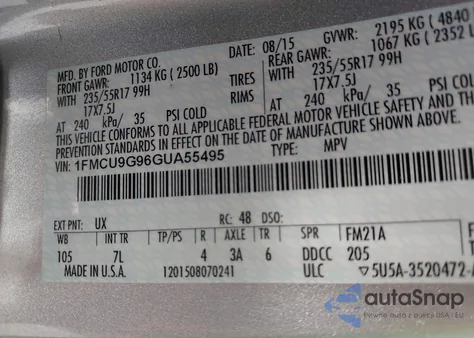 MFD. BY FORD MOTOR CO.
DATE: 08/15 GVWR: 2195 KG (4840
FRONT GAWR: REAR GAWR: 1067 KG (2352 L
1134 KG (2500 LB)
WITH 235/55R17 99H TIRES WITH 235/55R17 99H
17X7.5J RIMS 17X7.5J
AT 240 kPa/ 35 PSI COLD AT 240 kPa/ 35 PSI COLD
THIS VEHICLE CONFORMS TO ALL APPLICABLE FEDERAL MOTOR VEHICLE SAFETY AND THEFT
PREVENTION STANDARDS IN EFFECT ON THE DATE OF MANUFACTURE SHOWN ABOVE.
VIN: 1FMCU9G96GUA55495 TYPE: MPV
EXT PNT: UX RC: 48 DSO:
WB INT TR TP/PS R AXLE TR SPR FM21A
105 7L 4 3A 6 DDCC 205
MADE IN U.S.A. 1201508070241 ULC ▽5U5A-3520472-
autoSnap